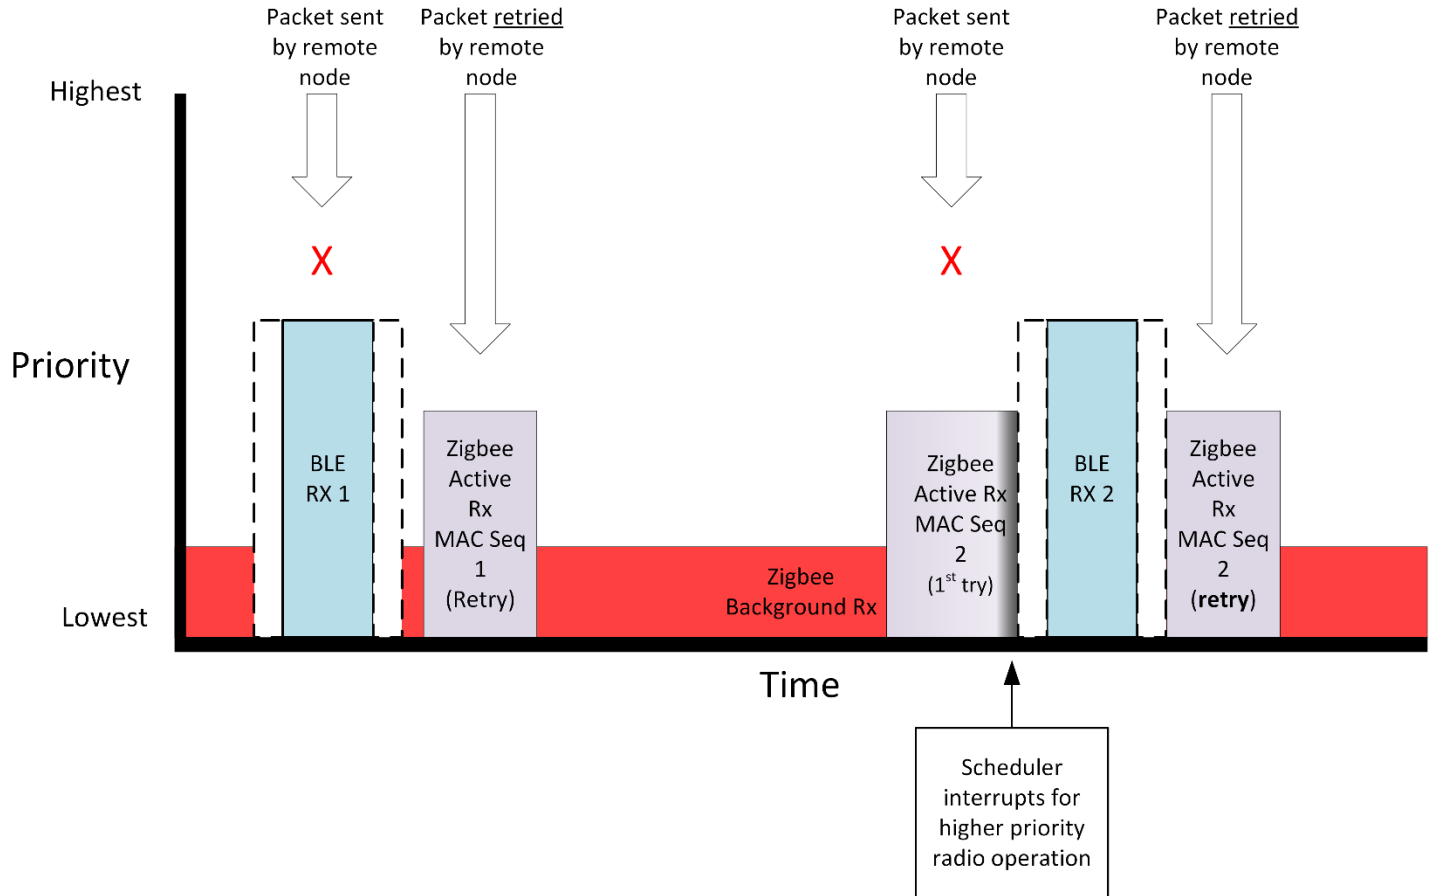 Packet sent
by remote
node
Packet retried
by remote
node
Packet sent
by remote
node
Packet retried
by remote
node
Highest
X
X
Priority
BLE
RX 1
Zigbee
Active
Rx
MAC Seq
1
(Retry)
Zigbee
Background Rx
Zigbee
Active Rx
MAC Seq
2
(1st try)
BLE
RX 2
Zigbee
Active
Rx
MAC Seq
2
(retry)
Lowest
Time
Scheduler
interrupts for
higher priority
radio operation